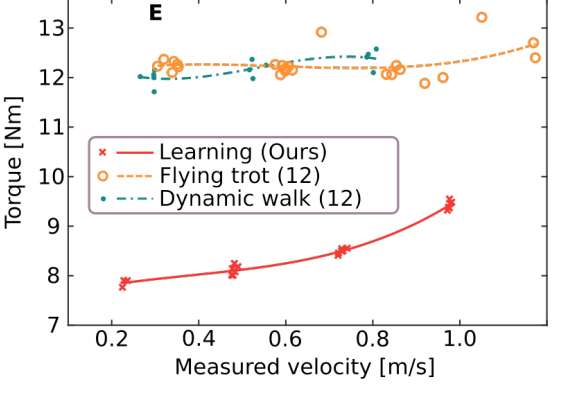 E
13
12
11
10
9
8
7
Torque [Nm]
Learning (Ours)
Flying trot (12)
Dynamic walk (12)
0.2 0.4 0.6 0.8 1.0
Measured velocity [m/s]